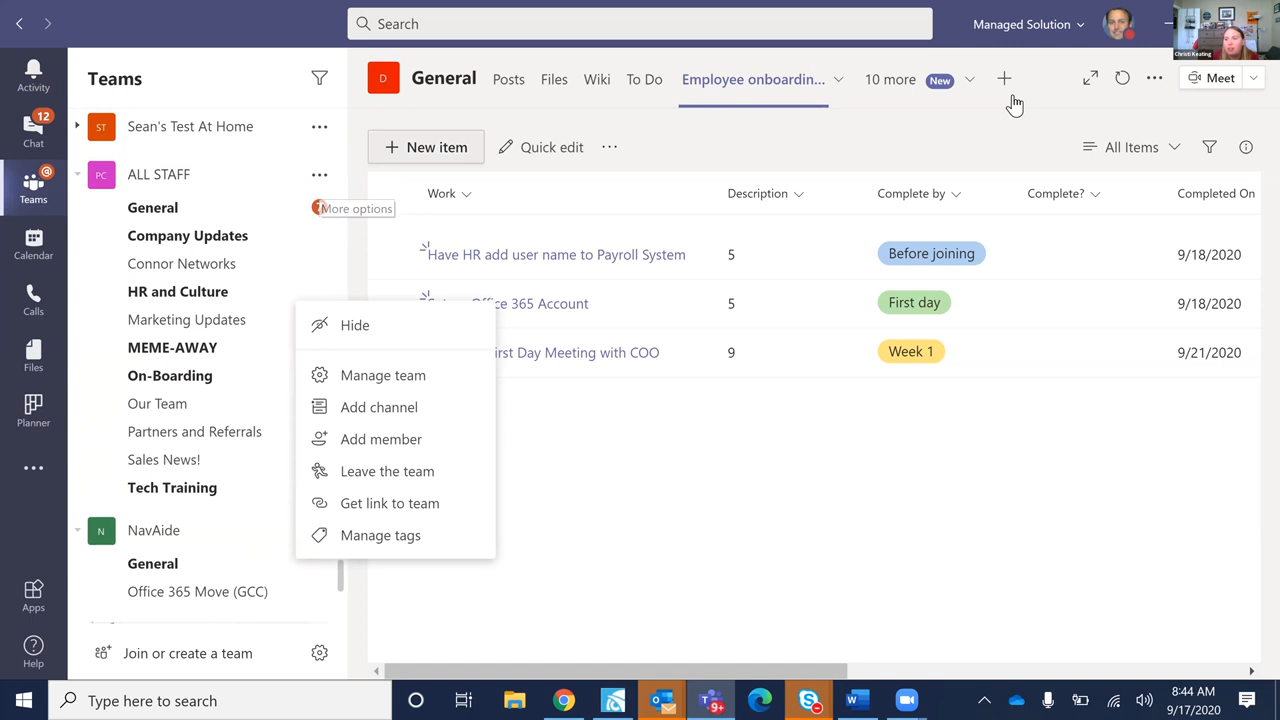 Search
Managed Solution
Christi Keating
Activity
12
Chat
Teams
Calendar
Calls
Files
Planner
Apps
Help
Teams
ST
Sean's Test At Home
PC
ALL STAFF
General
More options
Company Updates
Connor Networks
HR and Culture
Marketing Updates
MEME-AWAY
On-Boarding
Our Team
Partners and Referrals
Sales News!
Tech Training
N
NavAide
General
Office 365 Move (GCC)
Join or create a team
Hide
Manage team
Add channel
Add member
Leave the team
Get link to team
Manage tags
D
General
Posts
Files
Wiki
To Do
Employee onboardin...
10 more
New
Meet
New item
Quick edit
All Items
Work
Description
Complete by
Complete?
Completed On
Have HR add user name to Payroll System
5
Before joining
9/18/2020
Office 365 Account
5
First day
9/18/2020
First Day Meeting with COO
9
Week 1
9/21/2020
Type here to search
9+
8:44 AM
9/17/2020